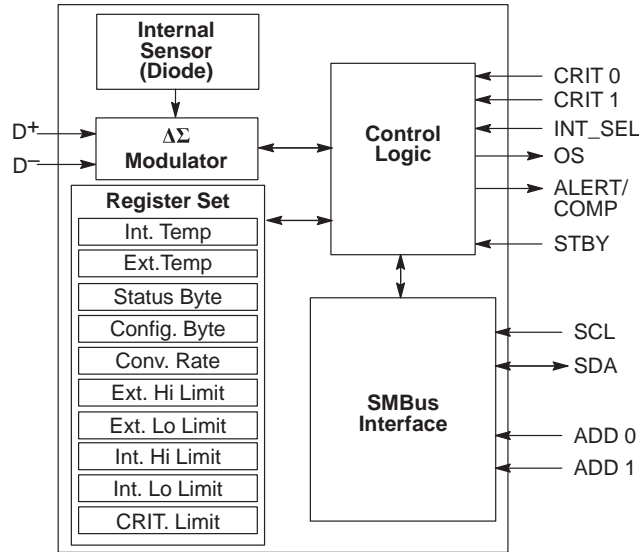 Internal
Sensor
(Diode)
D+
D−
ΔΣ
Modulator
Control
Logic
CRIT 0
CRIT 1
INT_SEL
OS
ALERT/
COMP
STBY
Register Set
Int. Temp
Ext.Temp
Status Byte
Config. Byte
Conv. Rate
Ext. Hi Limit
Ext. Lo Limit
Int. Hi Limit
Int. Lo Limit
CRIT. Limit
SMBus
Interface
SCL
SDA
ADD 0
ADD 1